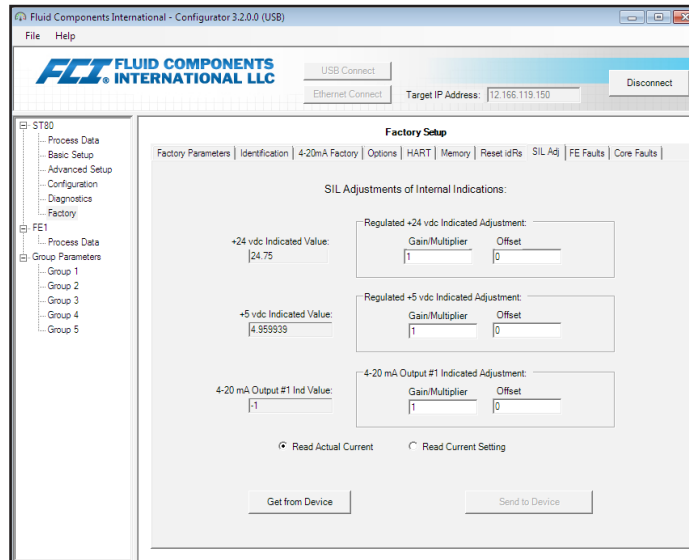 Fluid Components International - Configurator 3.2.0.0 (USB)
File Help
FCI. FLUID COMPONENTS
INTERNATIONAL LLC
USB Connect
Ethernet Connect
Target IP Address: 12.166.119.150
Disconnect
ST80
Process Data
Basic Setup
Advanced Setup
Configuration
Diagnostics
Factory
FE1
Process Data
Group Parameters
Group 1
Group 2
Group 3
Group 4
Group 5
Factory Setup
Factory Parameters | Identification | 4-20mA Factory | Options | HART | Memory | Reset idRs | SIL Adj | FE Faults | Core Faults |
SIL Adjustments of Internal Indications:
Regulated +24 vdc Indicated Adjustment:
+24 vdc Indicated Value: Gain/Multiplier Offset
24.75 1 0
Regulated +5 vdc Indicated Adjustment:
+5 vdc Indicated Value: Gain/Multiplier Offset
4.959939 1 0
4-20 mA Output #1 Indicated Adjustment:
4-20 mA Output #1 Ind Value: Gain/Multiplier Offset
-1 1 0
Read Actual Current Read Current Setting
Get from Device Send to Device